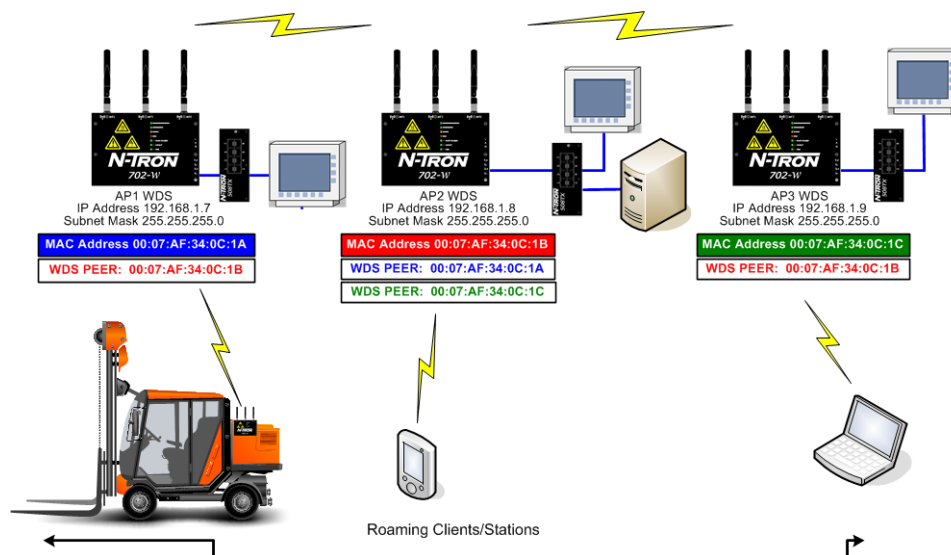 N-TRON
702-W
N-TRON
702-W
N-TRON
702-W
AP1 WDS
IP Address 192.168.1.7
Subnet Mask 255.255.255.0
MAC Address 00:07:AF:34:0C:1A
WDS PEER: 00:07:AF:34:0C:1B
AP2 WDS
IP Address 192.168.1.8
Subnet Mask 255.255.255.0
MAC Address 00:07:AF:34:0C:1B
WDS PEER: 00:07:AF:34:0C:1A
WDS PEER: 00:07:AF:34:0C:1C
AP3 WDS
IP Address 192.168.1.9
Subnet Mask 255.255.255.0
MAC Address 00:07:AF:34:0C:1C
WDS PEER: 00:07:AF:34:0C:1B
N-TRON
Roaming Clients/Stations